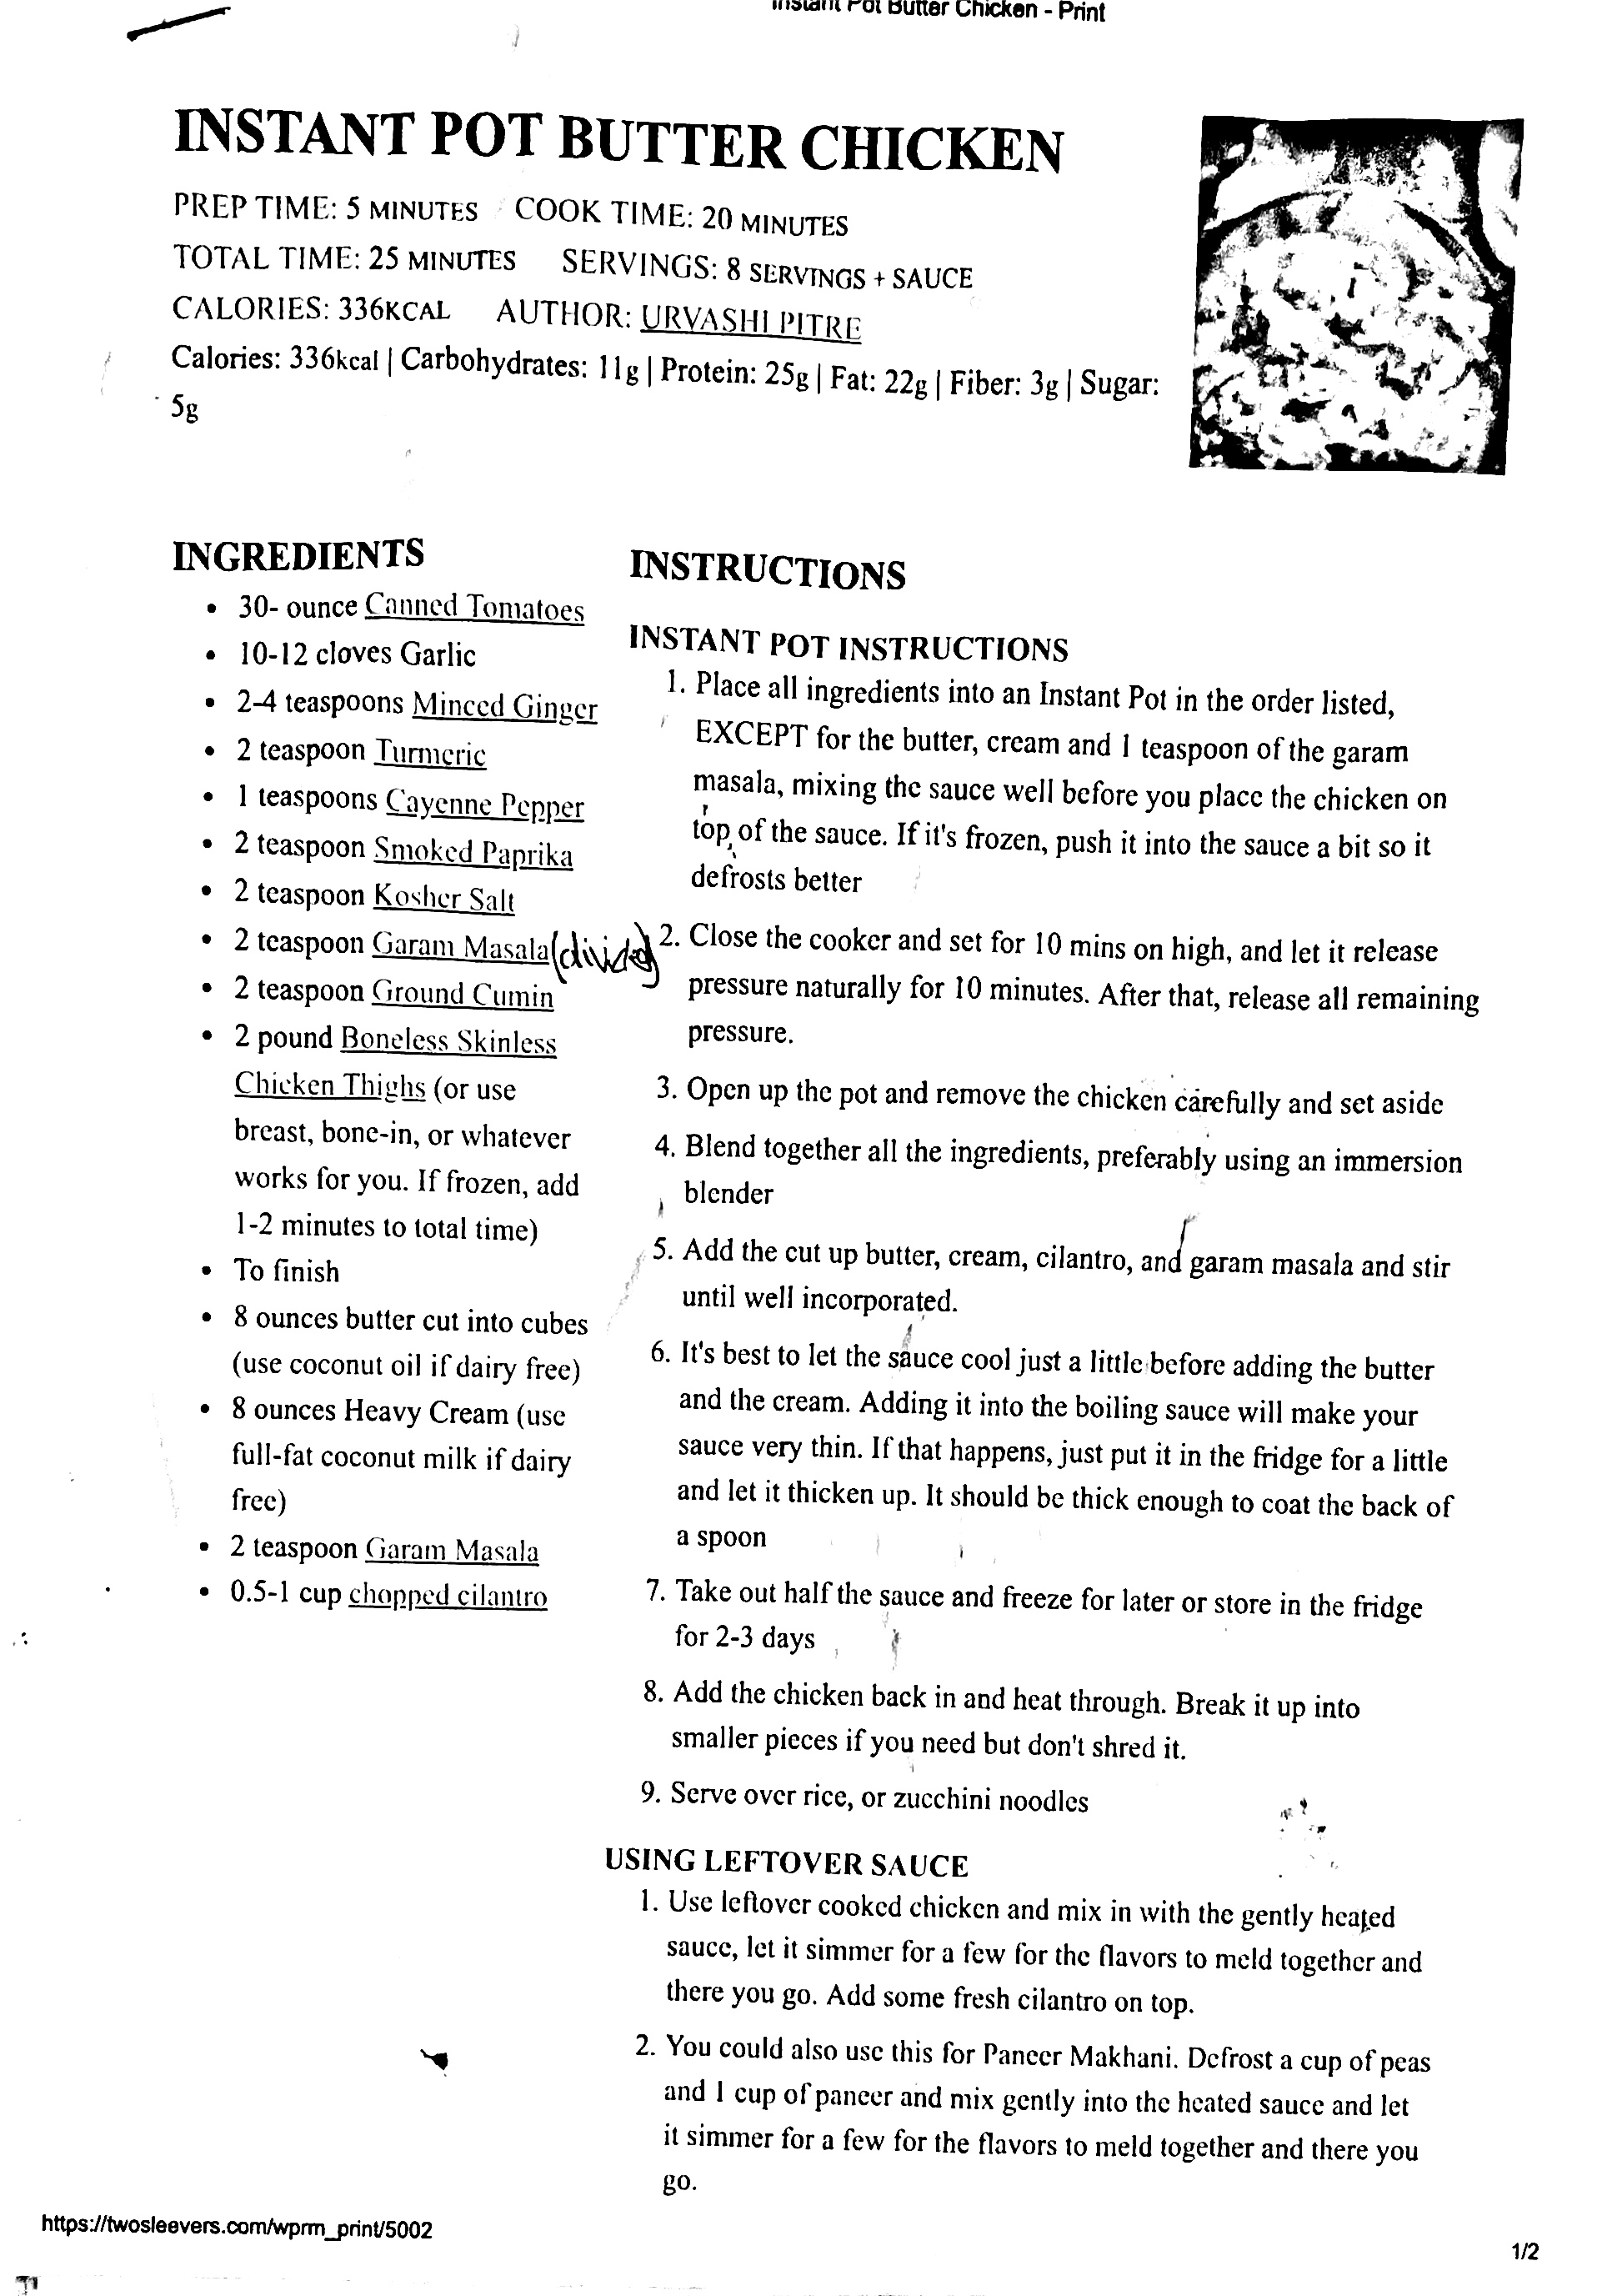 Instant Pot Butter Chicken - Print
INSTANT POT BUTTER CHICKEN
PREP TIME: 5 MINUTES COOK TIME: 20 MINUTES
TOTAL TIME: 25 MINUTES SERVINGS: 8 SERVINGS + SAUCE
CALORIES: 336KCAL AUTHOR: URVASHI PITRE
Calories: 336kcal | Carbohydrates: 11g | Protein: 25g | Fat: 22g | Fiber: 3g | Sugar:
5g
INGREDIENTS
• 30- ounce Canned Tomatoes
• 10-12 cloves Garlic
• 2-4 teaspoons Minced Ginger
• 2 teaspoon Turmeric
• 1 teaspoons Cayenne Pepper
• 2 teaspoon Smoked Paprika
• 2 teaspoon Kosher Salt
• 2 teaspoon Garam Masala (divided)
• 2 teaspoon Ground Cumin
• 2 pound Boneless Skinless
Chicken Thighs (or use
breast, bone-in, or whatever
works for you. If frozen, add
1-2 minutes to total time)
• To finish
• 8 ounces butter cut into cubes
(use coconut oil if dairy free)
• 8 ounces Heavy Cream (use
full-fat coconut milk if dairy
free)
• 2 teaspoon Garam Masala
• 0.5-1 cup chopped cilantro
INSTRUCTIONS
INSTANT POT INSTRUCTIONS
1. Place all ingredients into an Instant Pot in the order listed,
EXCEPT for the butter, cream and 1 teaspoon of the garam
masala, mixing the sauce well before you place the chicken on
top of the sauce. If it's frozen, push it into the sauce a bit so it
defrosts better
2. Close the cooker and set for 10 mins on high, and let it release
pressure naturally for 10 minutes. After that, release all remaining
pressure.
3. Open up the pot and remove the chicken carefully and set aside
4. Blend together all the ingredients, preferably using an immersion
blender
5. Add the cut up butter, cream, cilantro, and garam masala and stir
until well incorporated.
6. It's best to let the sauce cool just a little before adding the butter
and the cream. Adding it into the boiling sauce will make your
sauce very thin. If that happens, just put it in the fridge for a little
and let it thicken up. It should be thick enough to coat the back of
a spoon
7. Take out half the sauce and freeze for later or store in the fridge
for 2-3 days
8. Add the chicken back in and heat through. Break it up into
smaller pieces if you need but don't shred it.
9. Serve over rice, or zucchini noodles
USING LEFTOVER SAUCE
1. Use leftover cooked chicken and mix in with the gently heated
sauce, let it simmer for a few for the flavors to meld together and
there you go. Add some fresh cilantro on top.
2. You could also use this for Paneer Makhani. Defrost a cup of peas
and 1 cup of paneer and mix gently into the heated sauce and let
it simmer for a few for the flavors to meld together and there you
go.
https://twosleevers.com/wprm_print/5002
1/2